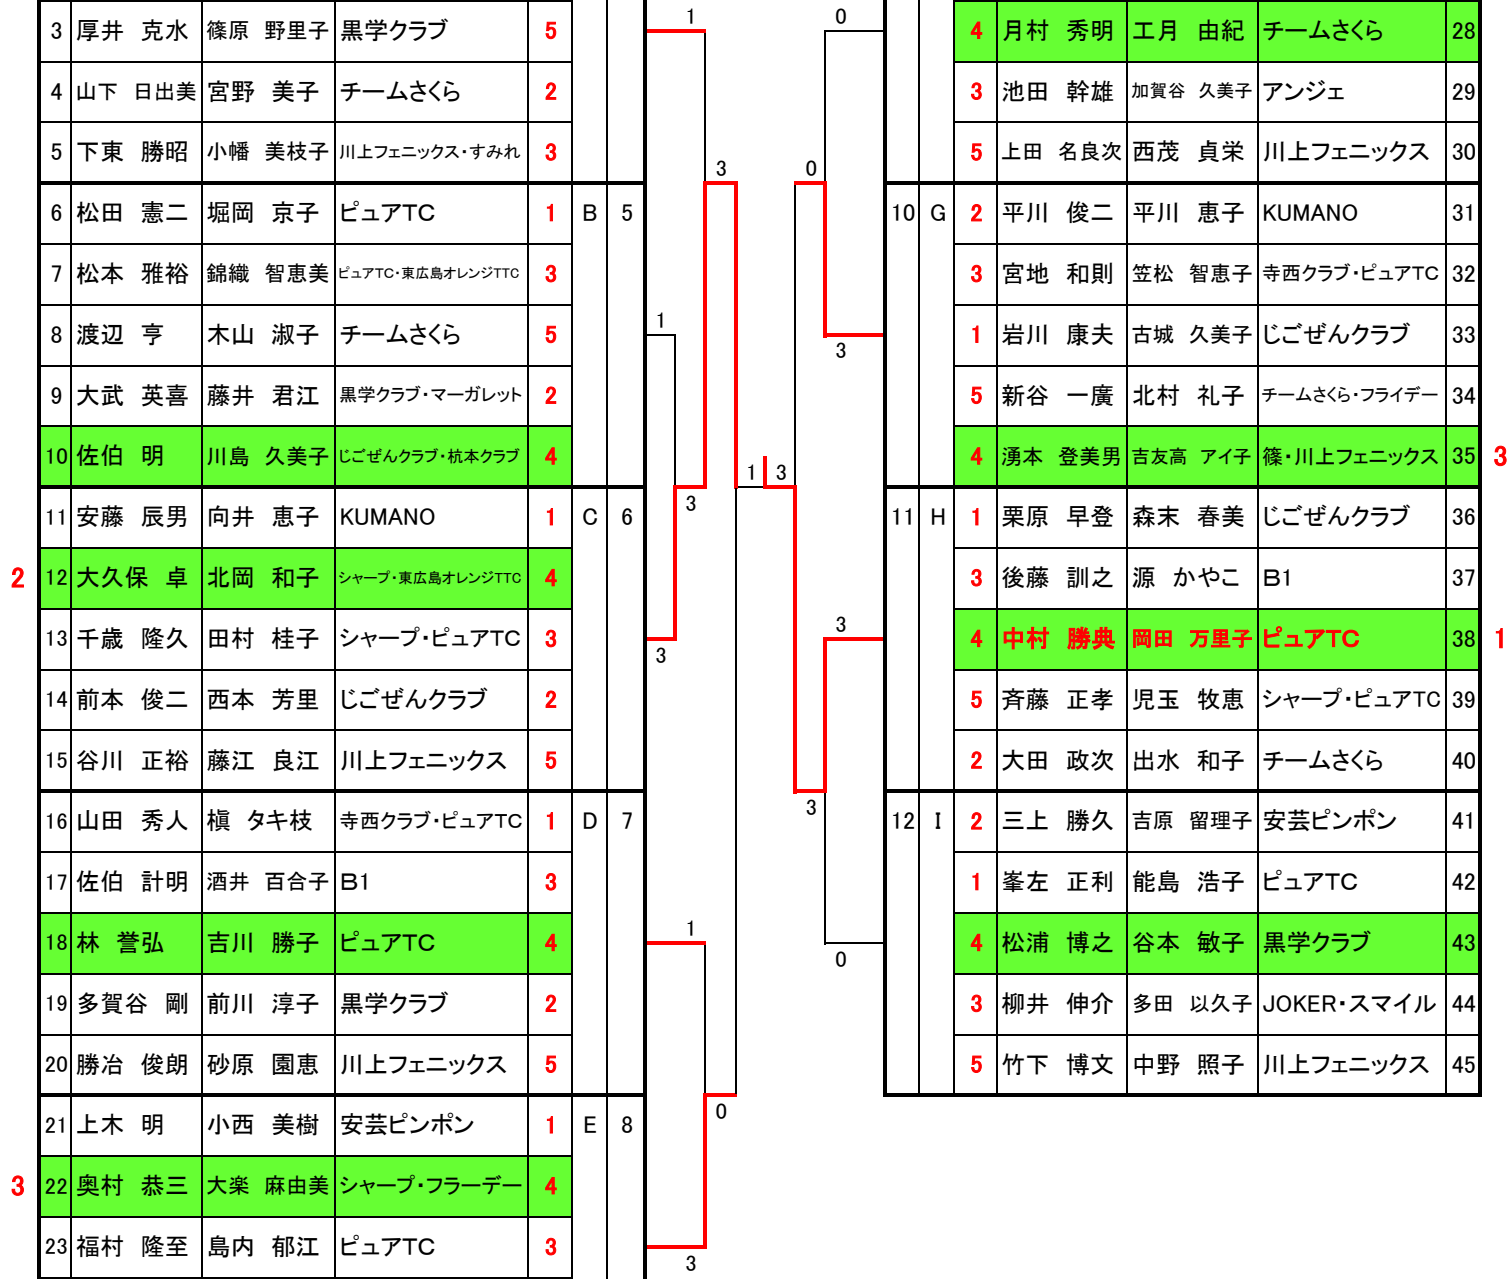 3 厚井 克水 篠原 野里子 黒学クラブ 5
4 山下 日出美 宮野 美子 チームさくら 2
5 下東 勝昭 小幡 美枝子 川上フェニックス・すみれ 3
6 松田 憲二 堀岡 京子 ピュアTC 1 B 5
7 松本 雅裕 錦織 智恵美 ピュアTC・東広島オレンジTTC 3
8 渡辺 亨 木山 淑子 チームさくら 5
9 大武 英喜 藤井 君江 黒学クラブ・マーガレット 2
10 佐伯 明 川島 久美子 じごぜんクラブ・杭本クラブ 4
11 安藤 辰男 向井 恵子 KUMANO 1 C 6
2 12 大久保 卓 北岡 和子 シャープ・東広島オレンジTTC 4
13 千歳 隆久 田村 桂子 シャープ・ピュアTC 3
14 前本 俊二 西本 芳里 じごぜんクラブ 2
15 谷川 正裕 藤江 良江 川上フェニックス 5
16 山田 秀人 槇 タキ枝 寺西クラブ・ピュアTC 1 D 7
17 佐伯 計明 酒井 百合子 B1 3
18 林 誉弘 吉川 勝子 ピュアTC 4
19 多賀谷 剛 前川 淳子 黒学クラブ 2
20 勝冶 俊朗 砂原 園恵 川上フェニックス 5
21 上木 明 小西 美樹 安芸ピンポン 1 E 8
3 22 奥村 恭三 大楽 麻由美 シャープ・フラーデー 4
23 福村 隆至 島内 郁江 ピュアTC 3
1
3
1
3
3
1
0
3
1 3
0
0
3
3
3
0
4 月村 秀明 工月 由紀 チームさくら 28
3 池田 幹雄 加賀谷 久美子 アンジェ 29
5 上田 名良次 西茂 貞栄 川上フェニックス 30
10 G 2 平川 俊二 平川 恵子 KUMANO 31
3 宮地 和則 笠松 智恵子 寺西クラブ・ピュアTC 32
1 岩川 康夫 古城 久美子 じごぜんクラブ 33
5 新谷 一廣 北村 礼子 チームさくら・フライデー 34
4 湧本 登美男 吉友高 アイ子 篠・川上フェニックス 35 3
11 H 1 栗原 早登 森末 春美 じごぜんクラブ 36
3 後藤 訓之 源 かやこ B1 37
4 中村 勝典 岡田 万里子 ピュアTC 38 1
5 斉藤 正孝 児玉 牧恵 シャープ・ピュアTC 39
2 大田 政次 出水 和子 チームさくら 40
12 I 2 三上 勝久 吉原 留理子 安芸ピンポン 41
1 峯左 正利 能島 浩子 ピュアTC 42
4 松浦 博之 谷本 敏子 黒学クラブ 43
3 柳井 伸介 多田 以久子 JOKER・スマイル 44
5 竹下 博文 中野 照子 川上フェニックス 45